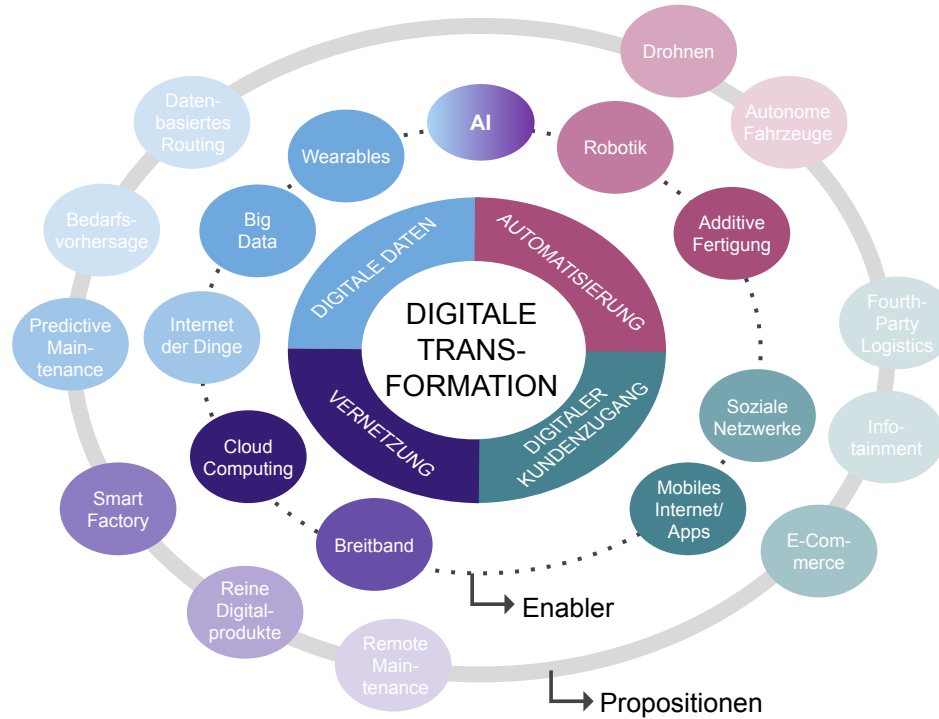 Drohnen
Daten-
basiertes
Routing
AI
Autonome
Fahrzeuge
Wearables
Robotik
Bedarfs-
vorhersage
Big
Data
Additive
Fertigung
DIGITALE DATEN
AUTOMATISIERUNG
Predictive
Main-
tenance
Internet
der Dinge
DIGITALE
TRANS-
FORMATION
Fourth-
Party
Logistics
VERNETZUNG
DIGITALER
KUNDENZUGANG
Soziale
Netzwerke
Info-
tainment
Cloud
Computing
Smart
Factory
Mobiles
Internet/
Apps
Breitband
E-Com-
merce
Reine
Digital-
produkte
Enabler
Remote
Main-
tenance
Propositionen